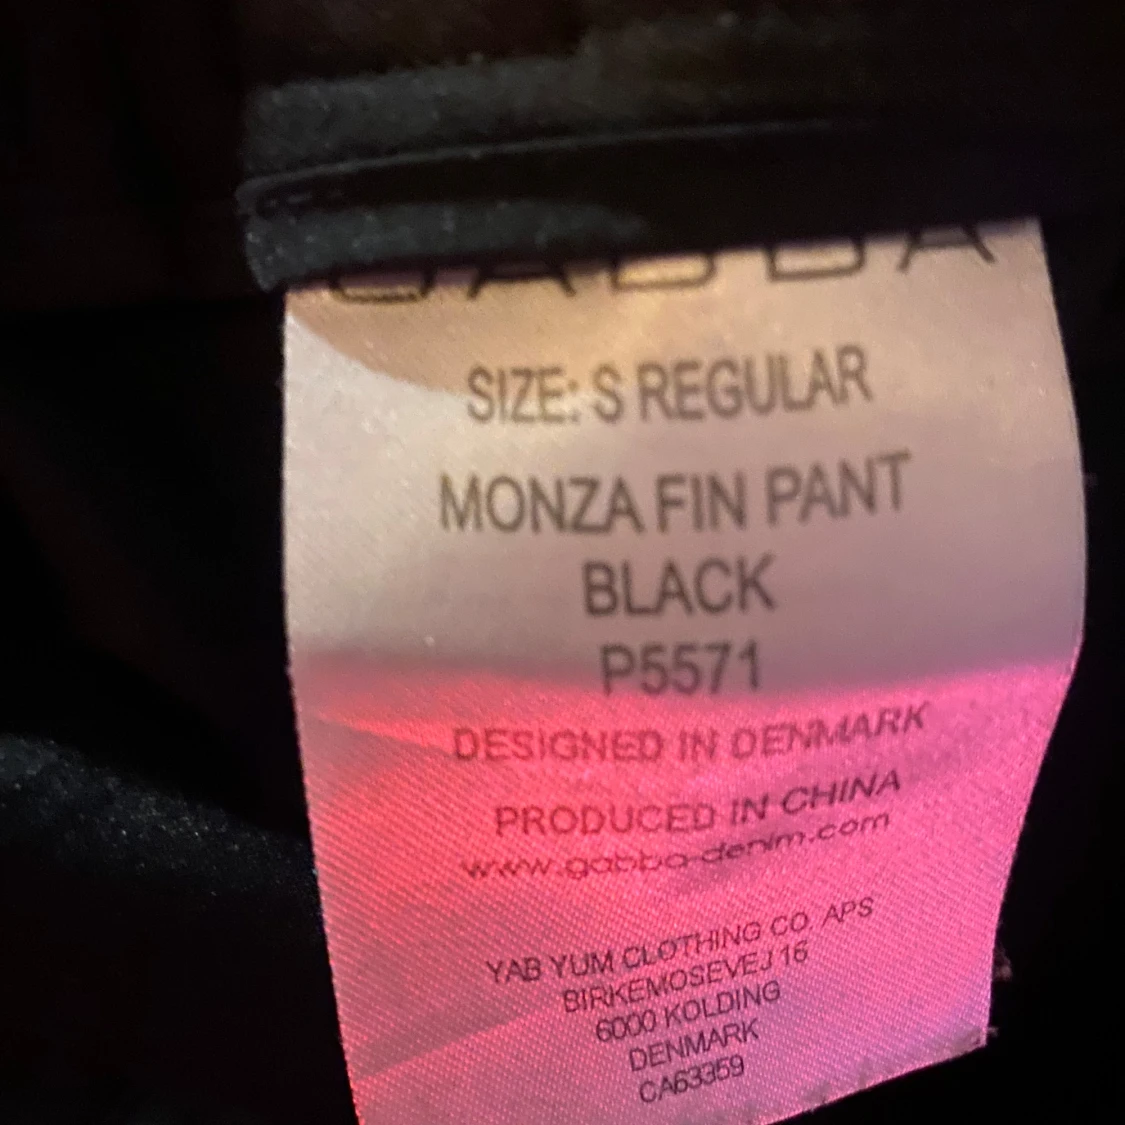 GABBA
SIZE: S REGULAR
MONZA FIN PANT
BLACK
P5571
DESIGNED IN DENMARK
PRODUCED IN CHINA
www.gabba-denim.com
YAB YUM CLOTHING CO. APS
BIRKEMOSEVEJ 16
6000 KOLDING
DENMARK
CA63359